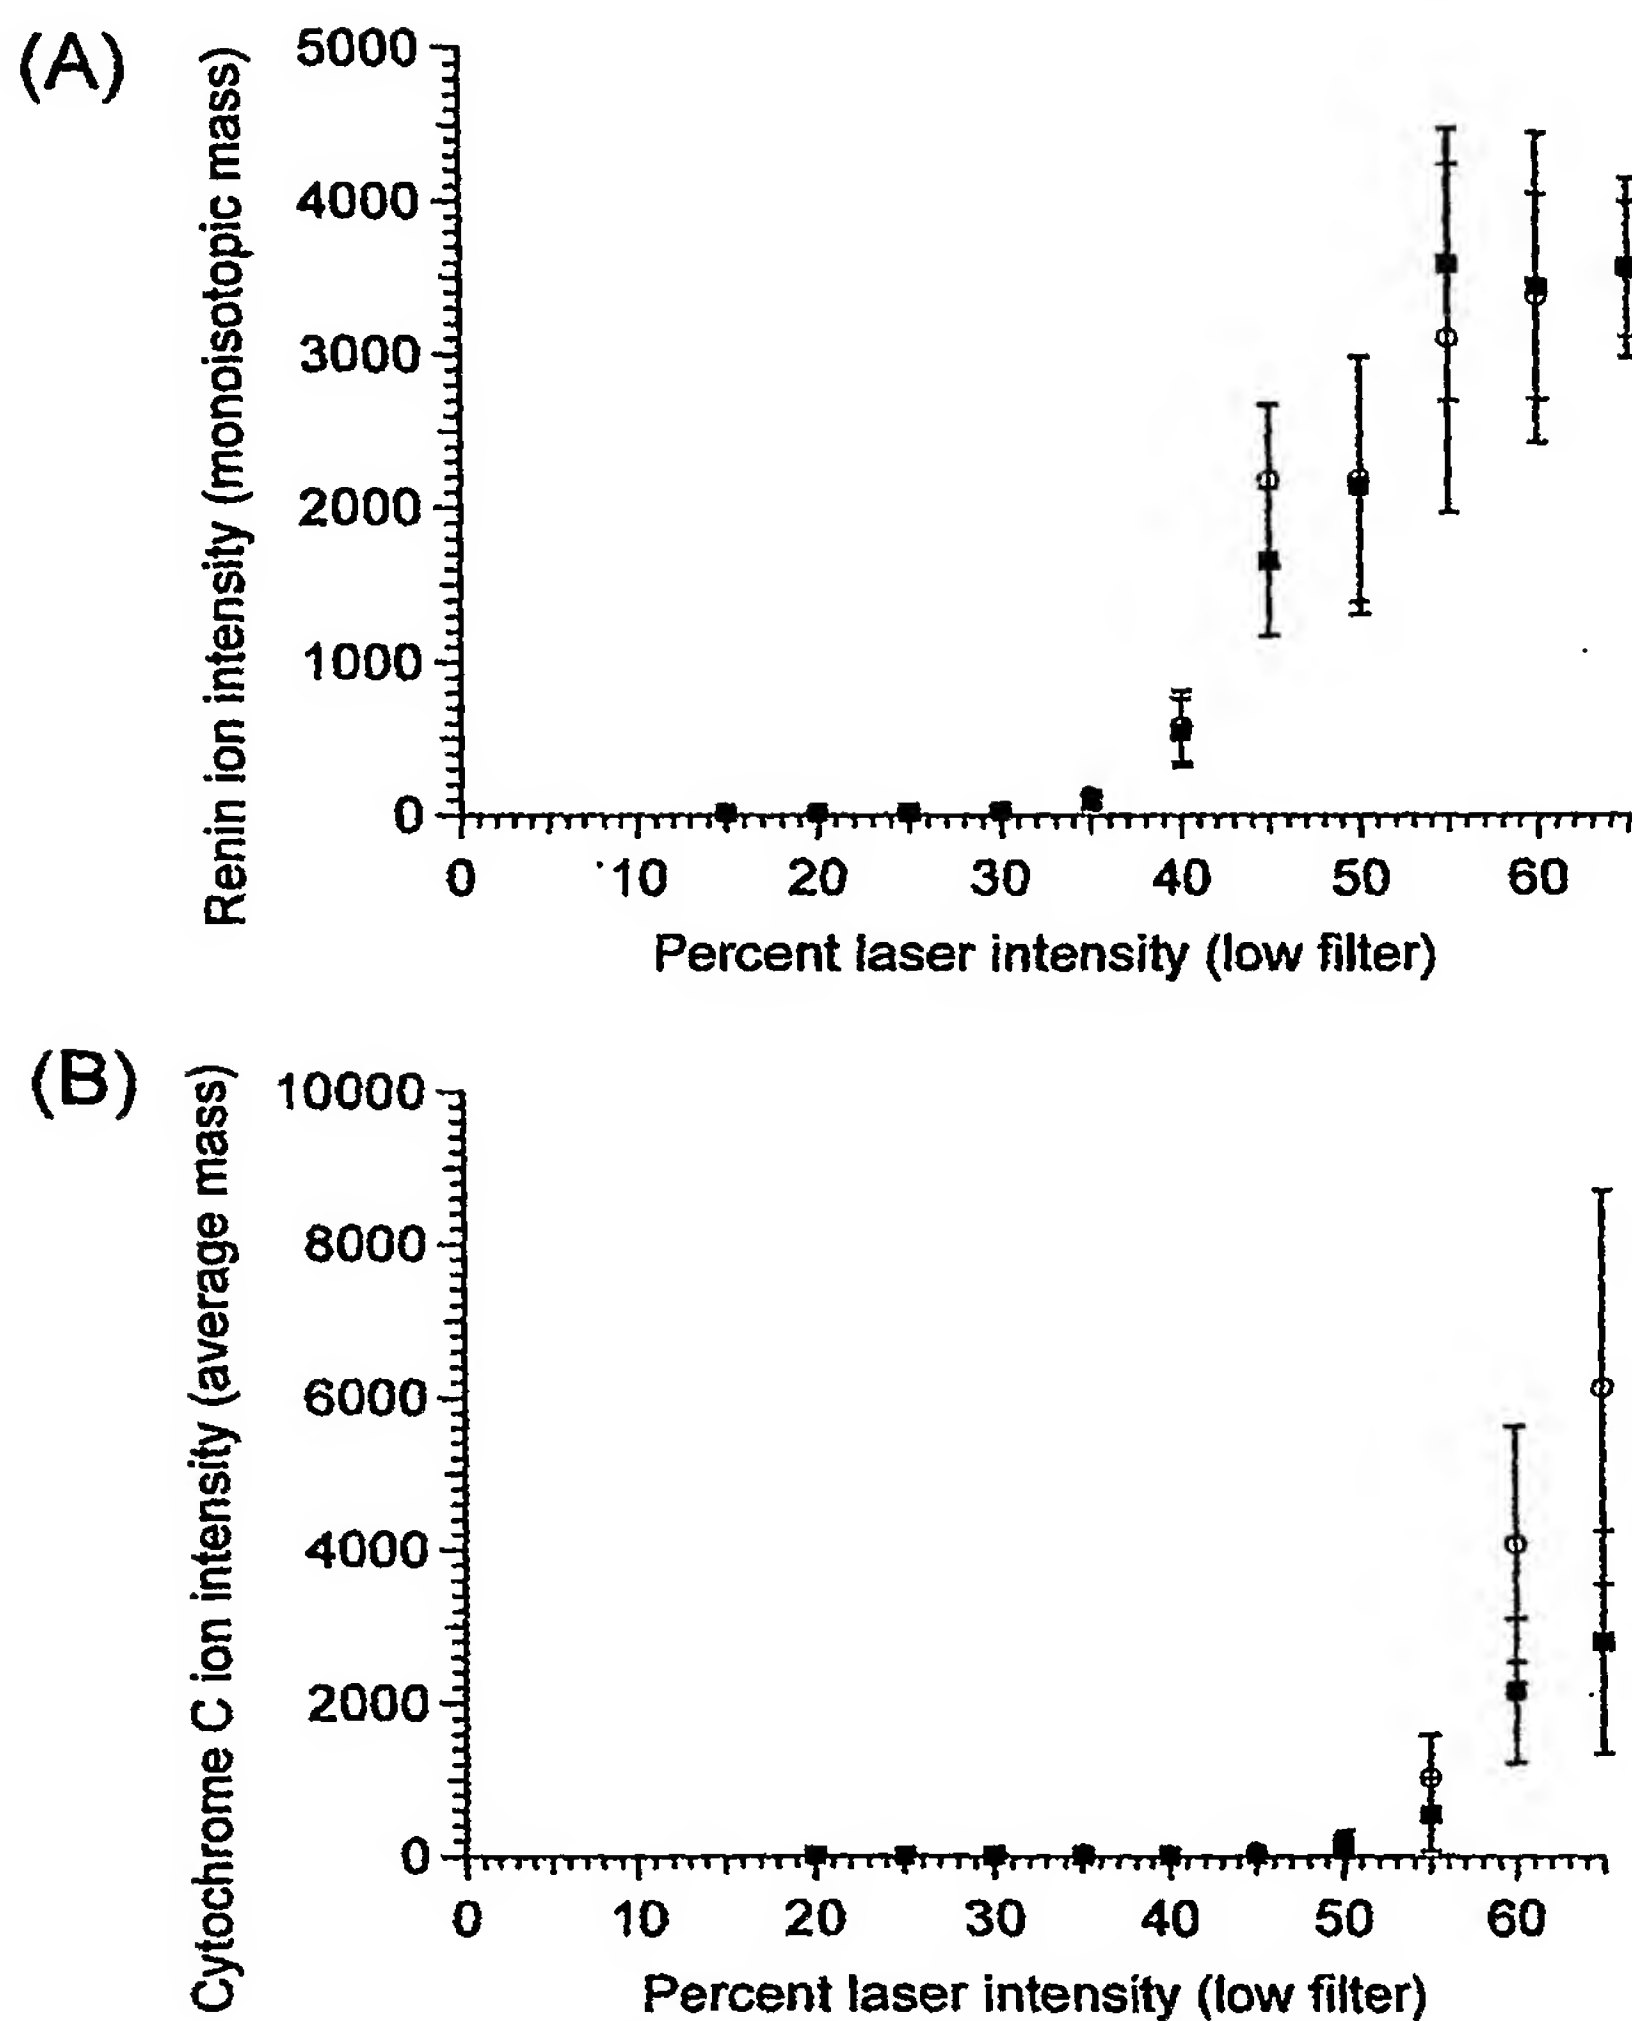 (A)
Renin ion intensity (monoisotopic mass)
5000
4000
3000
2000
1000
0
0 10 20 30 40 50 60
Percent laser intensity (low filter)
(B)
Cytochrome C ion intensity (average mass)
10000
8000
6000
4000
2000
0
0 10 20 30 40 50 60
Percent laser intensity (low filter)